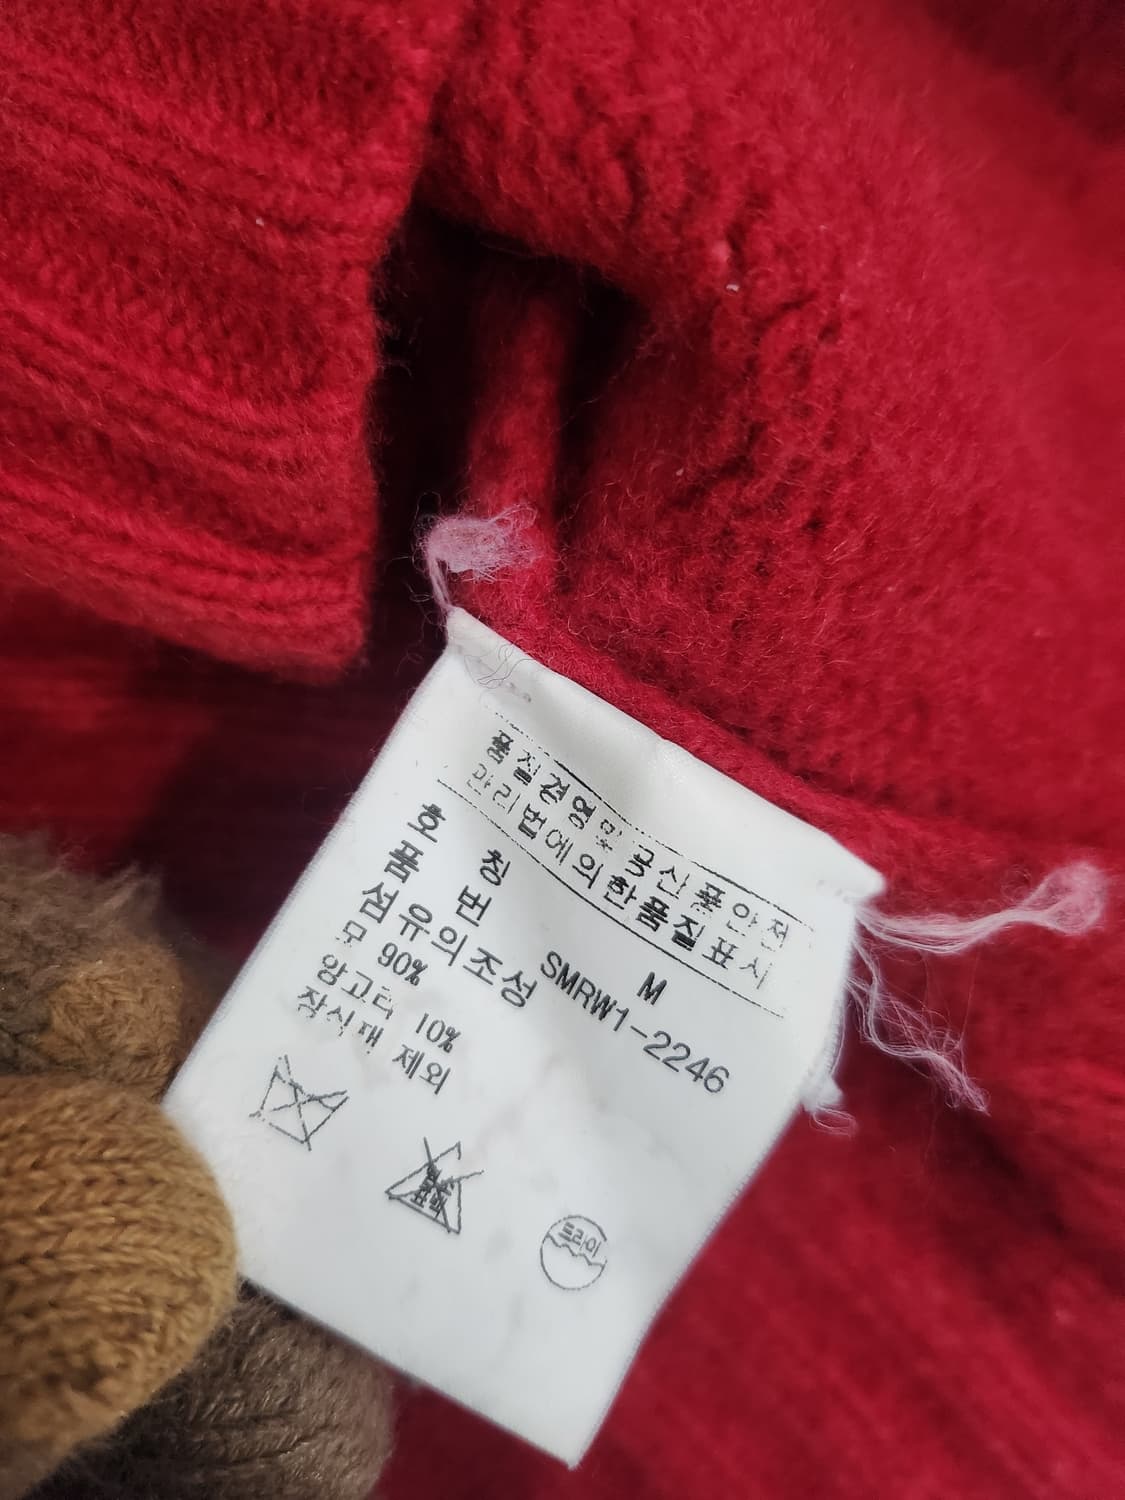 품질경영 및 공산품안전
관리법에의한품질표시
호 칭 M
품 번 SMRW1-2246
섬유의조성
모 90%
앙고라 10%
장식재 제외
드라이